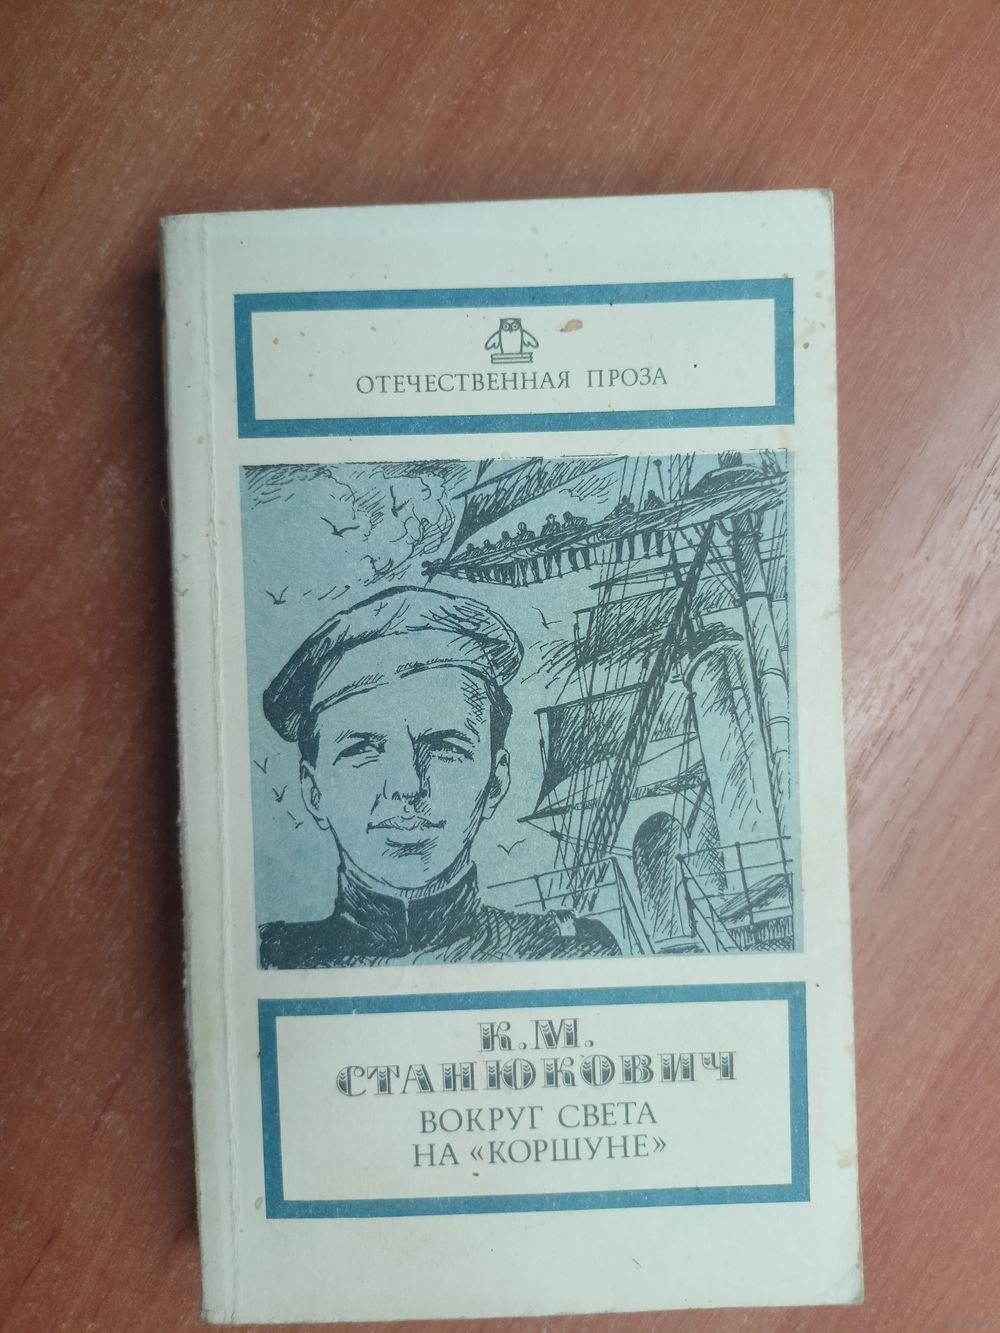 ОТЕЧЕСТВЕННАЯ ПРОЗА
К.М.
СТАНЮКОВИЧ
ВОКРУГ СВЕТА
НА «КОРШУНЕ»